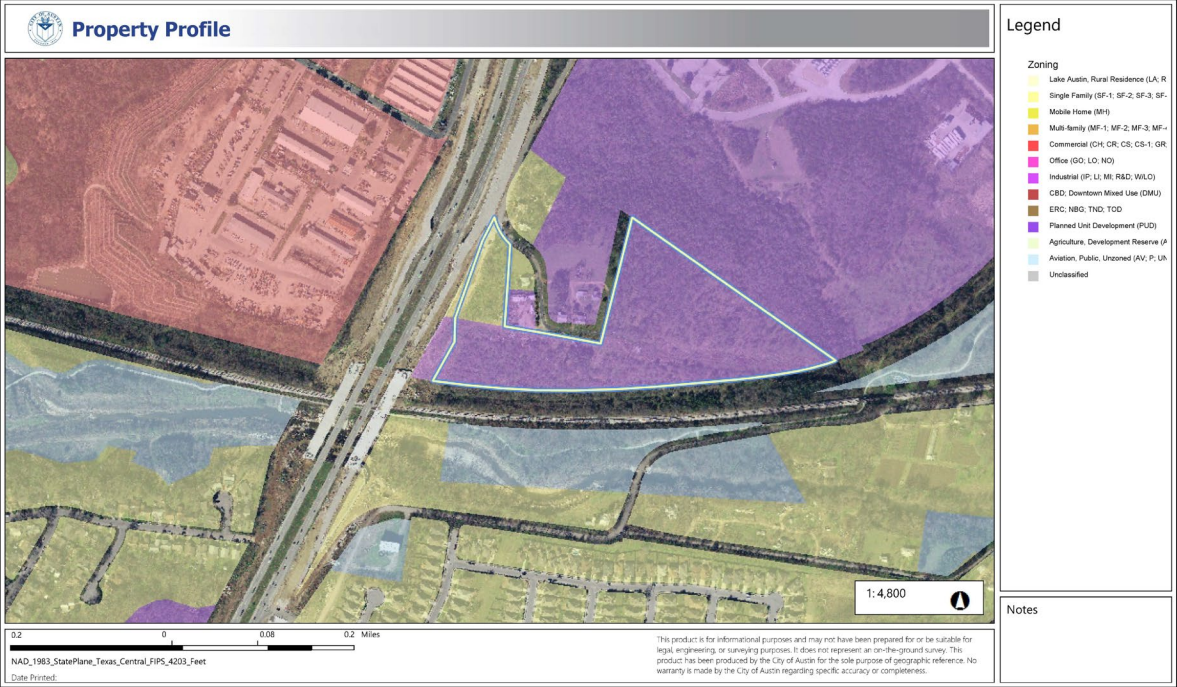 CITY OF AUSTIN
Property Profile
Legend
Zoning
Lake Austin, Rural Residence (LA; R
Single Family (SF-1; SF-2; SF-3; SF-
Mobile Home (MH)
Multi-family (MF-1; MF-2; MF-3; MF-
Commercial (CH; CR; CS; CS-1; GR;
Office (GO; LO; NO)
Industrial (IP; LI; MI; R&D; W/LO)
CBD; Downtown Mixed Use (DMU)
ERC; NBG; TND; TOD
Planned Unit Development (PUD)
Agriculture, Development Reserve (A
Aviation, Public, Unzoned (AV; P; UN
Unclassified
1: 4,800
Notes
0.2 0 0.08 0.2 Miles
NAD_1983_StatePlane_Texas_Central_FIPS_4203_Feet
Date Printed:
This product is for informational purposes and may not have been prepared for or be suitable for
legal, engineering, or surveying purposes. It does not represent an on-the-ground survey. This
product has been produced by the City of Austin for the sole purpose of geographic reference. No
warranty is made by the City of Austin regarding specific accuracy or completeness.